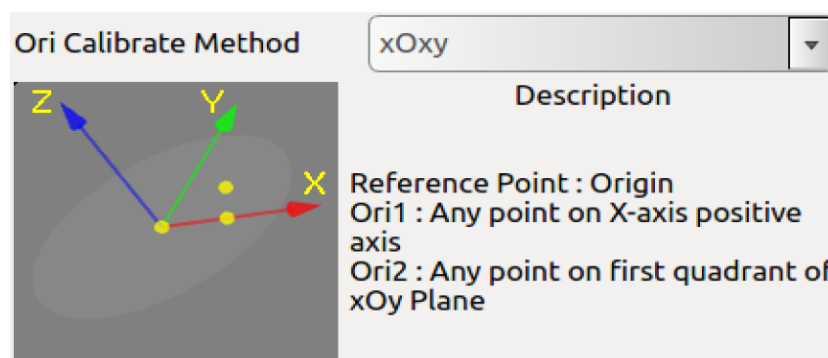 Ori Calibrate Method
xOxy
Description
Z
Y
X
Reference Point : Origin
Ori1 : Any point on X-axis positive
axis
Ori2 : Any point on first quadrant of
xOy Plane